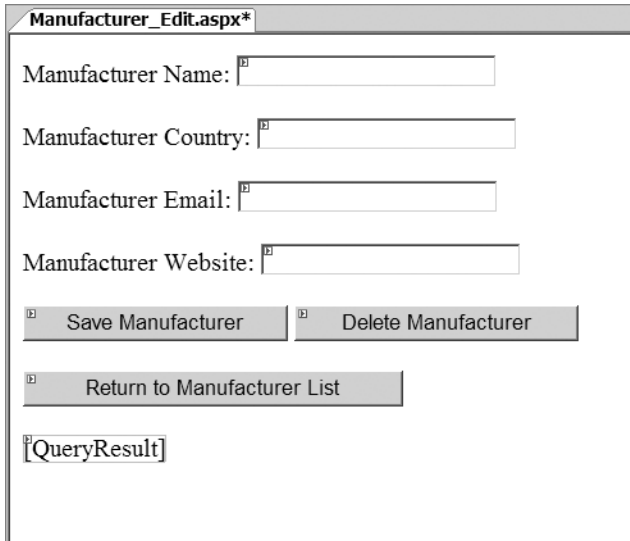 Manufacturer_Edit.aspx*
Manufacturer Name:
Manufacturer Country:
Manufacturer Email:
Manufacturer Website:
Save Manufacturer Delete Manufacturer
Return to Manufacturer List
[QueryResult]